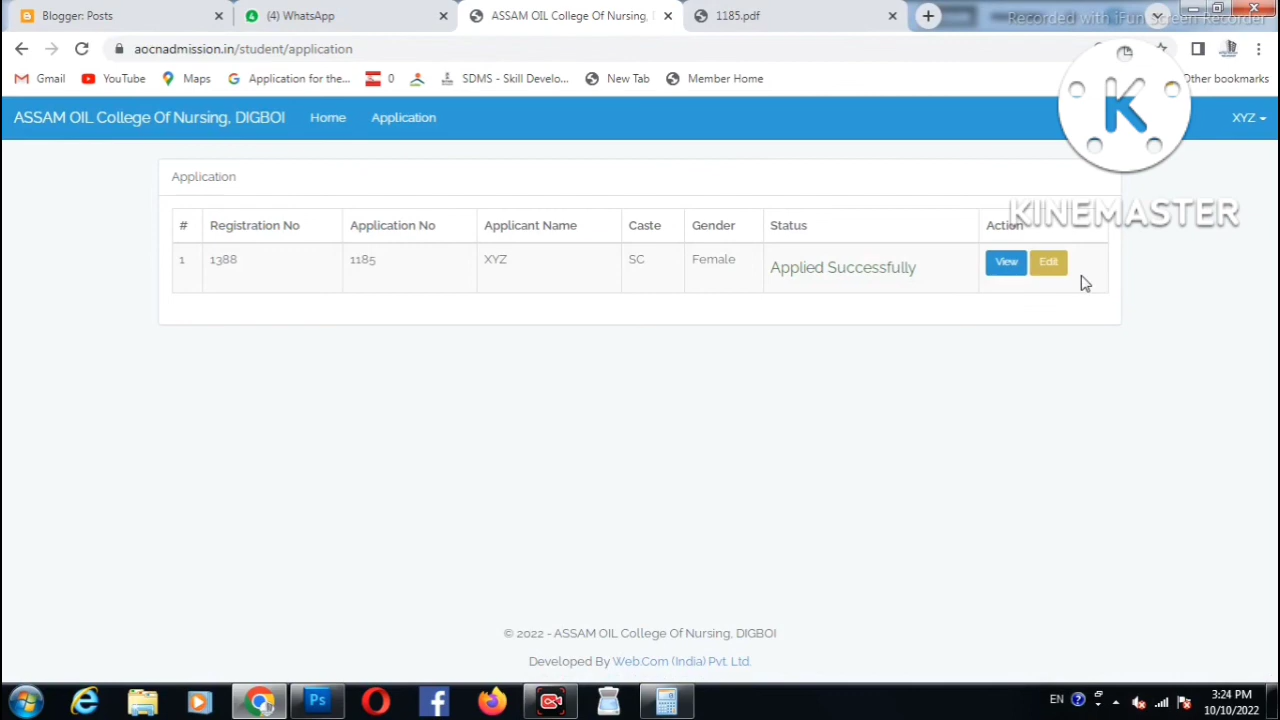 Blogger: Posts
(4) WhatsApp
ASSAM OIL College Of Nursing,
1185.pdf
Recorded with iFun Screen Recorder
aocnadmission.in/student/application
Gmail
YouTube
Maps
Application for the...
0
SDMS - Skill Develo...
New Tab
Member Home
Other bookmarks
ASSAM OIL College Of Nursing, DIGBOI
Home
Application
XYZ
K
KINEMASTER
Application
# Registration No Application No Applicant Name Caste Gender Status Action
1 1388 1185 XYZ SC Female Applied Successfully View Edit
© 2022 - ASSAM OIL College Of Nursing, DIGBOI
Developed By Web.Com (India) Pvt. Ltd.
Ps
EN
3:24 PM
10/10/2022